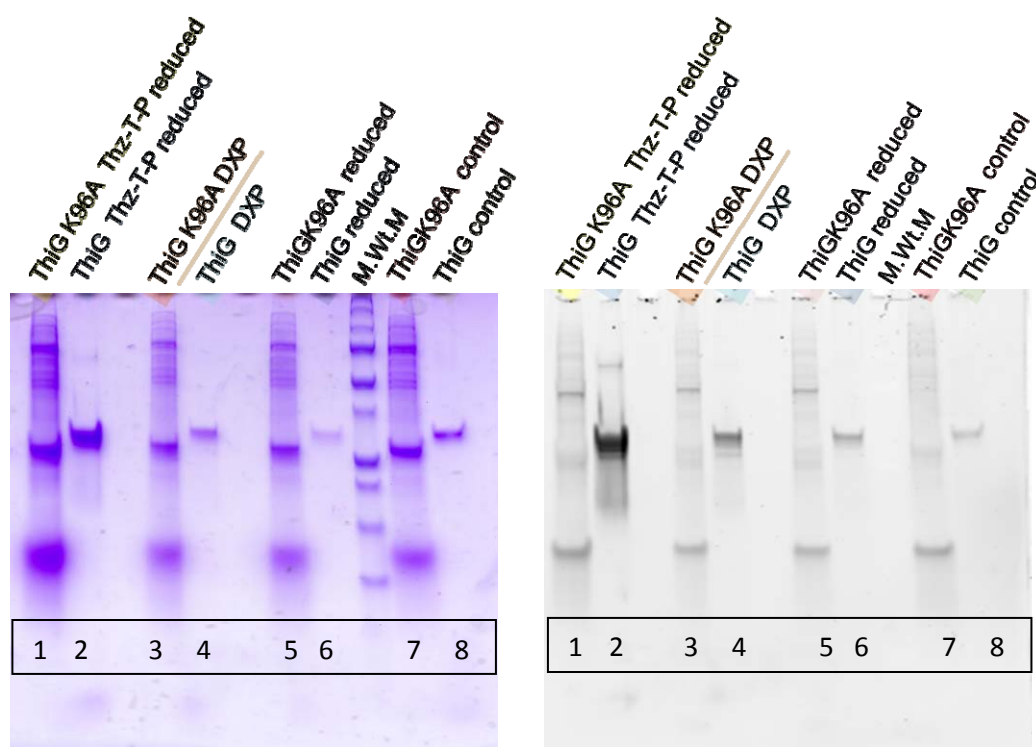 ThiG K96A Thz-T-P reduced
ThiG Thz-T-P reduced
ThiG K96A DXP
ThiG DXP
ThiGK96A reduced
ThiG reduced
M.Wt.M
ThiGK96A control
ThiG control
1 2 3 4 5 6 7 8
ThiG K96A Thz-T-P reduced
ThiG Thz-T-P reduced
ThiG K96A DXP
ThiG DXP
ThiGK96A reduced
ThiG reduced
M.Wt.M
ThiGK96A control
ThiG control
1 2 3 4 5 6 7 8